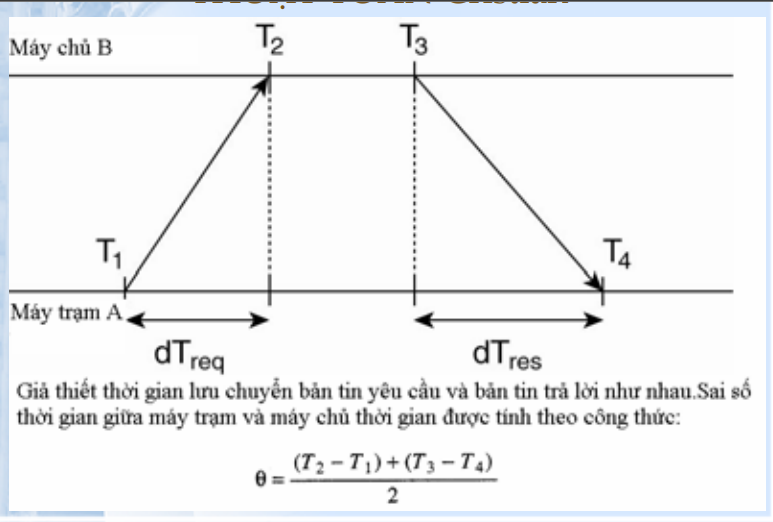 Máy chủ B
T2
T3
T1
T4
Máy trạm A
dTreq
dTres
Giả thiết thời gian lưu chuyển bản tin yêu cầu và bản tin trả lời như nhau.Sai số
thời gian giữa máy trạm và máy chủ thời gian được tính theo công thức:
θ = (T2 − T1) + (T3 − T4) / 2